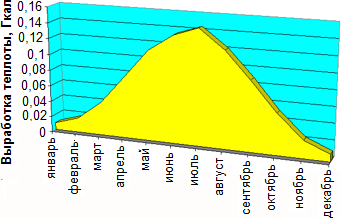 Выработка теплоты, Гкал
0,16
0,14
0,12
0,1
0,08
0,06
0,04
0,02
0
январь
февраль
март
апрель
май
июнь
июль
август
сентябрь
октябрь
ноябрь
декабрь